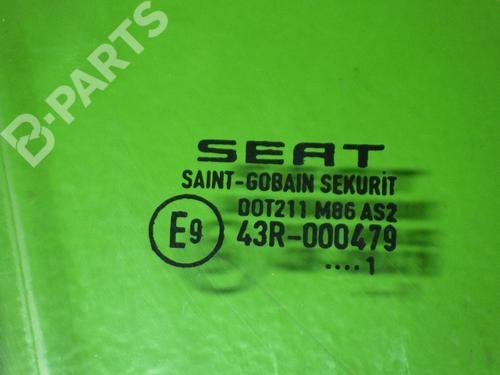 B-PARTS
SEAT
SAINT-GOBAIN SEKURIT
DOT211 M86 AS2
E9 43R-000479
....1